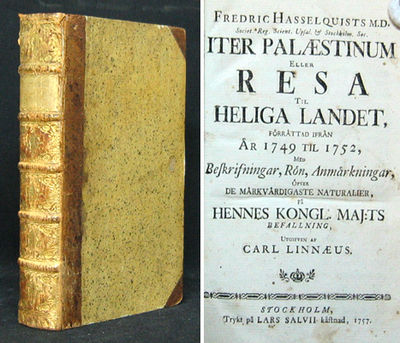 FREDRIC HASSELQUISTS M.D.
Societ. Reg. Scient. Upsal. & Stockholm. Soc.
ITER PALÆSTINUM
ELLER
RESA
TIL
HELIGA LANDET,
FÖRRÄTTAD IFRÅN
ÅR 1749 TIL 1752,
MED
Beskrifningar, Rön, Anmärkningar,
ÖFVER
DE MÄRKVÄRDIGASTE NATURALIER,
PÅ
HENNES KONGL. MAJ:TS
BEFALLNING,
UTGIFVEN AF
CARL LINNÆUS.
STOCKHOLM,
Trykt på LARS SALVII kåstnad, 1757.